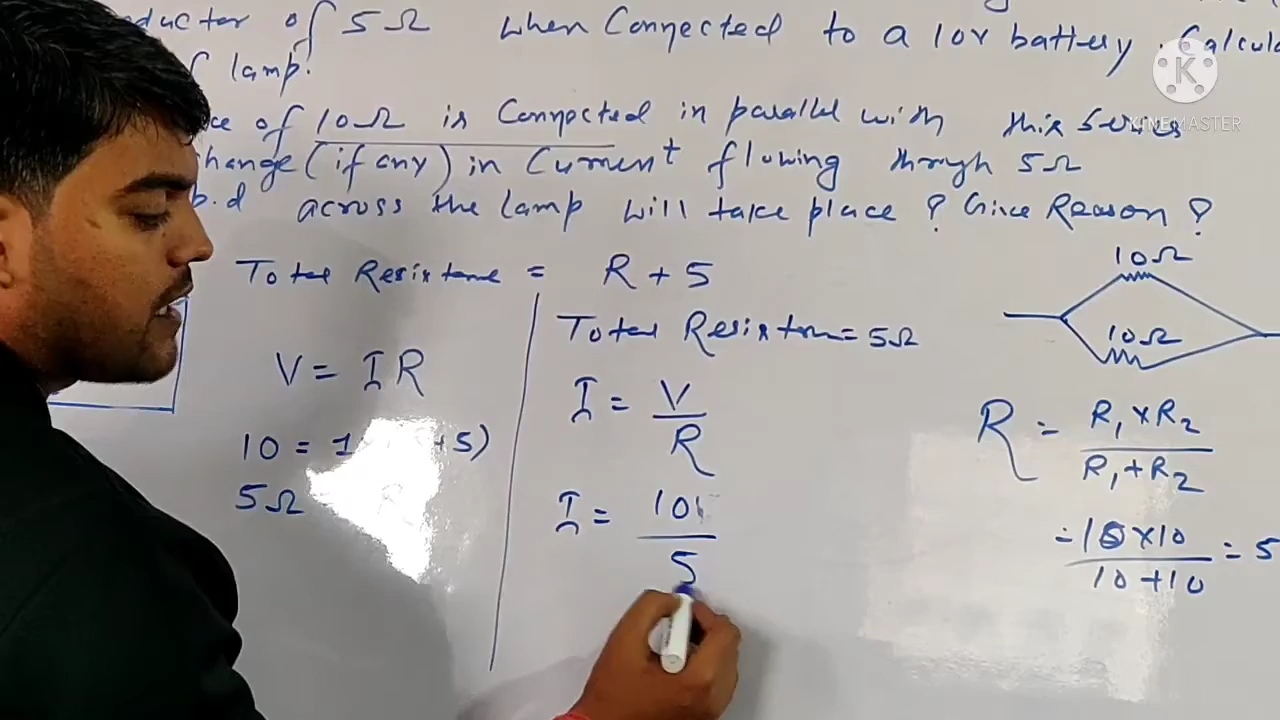 ductor of 5Ω when Connected to a 10v battery. Calcul
of lamp.
ce of 10Ω is Connected in parallel with this Series
hange (if any) in Current flowing through 5Ω
p.d across the lamp will take place ? Give Reason ?
Total Resistance = R + 5
V = IR
10 = 1 + 5)
5Ω
Total Resistance = 5Ω
I = V / R
I = 10 / 5
10Ω
10Ω
R = R₁ × R₂ / R₁ + R₂
= 10 × 10 / 10 + 10 = 5
K
KINEMASTER